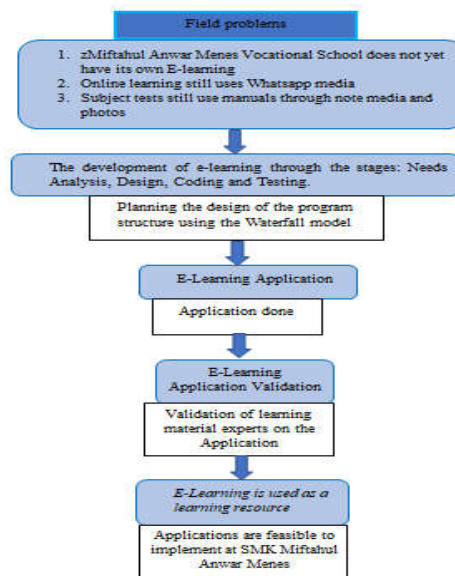 Field problems
1. zMiftahul Anwar Menes Vocational School does not yet
have its own E-learning
2. Online learning still uses Whatsapp media
3. Subject tests still use manuals through note media and
photos
The development of e-learning through the stages: Needs
Analysis, Design, Coding and Testing.
Planning the design of the program
structure using the Waterfall model
E-Learning Application
Application done
E-Learning
Application Validation
Validation of learning
material experts on the
Application
E-Learning is used as a
learning resource
Applications are feasible to
implement at SMK Miftahul
Anwar Menes